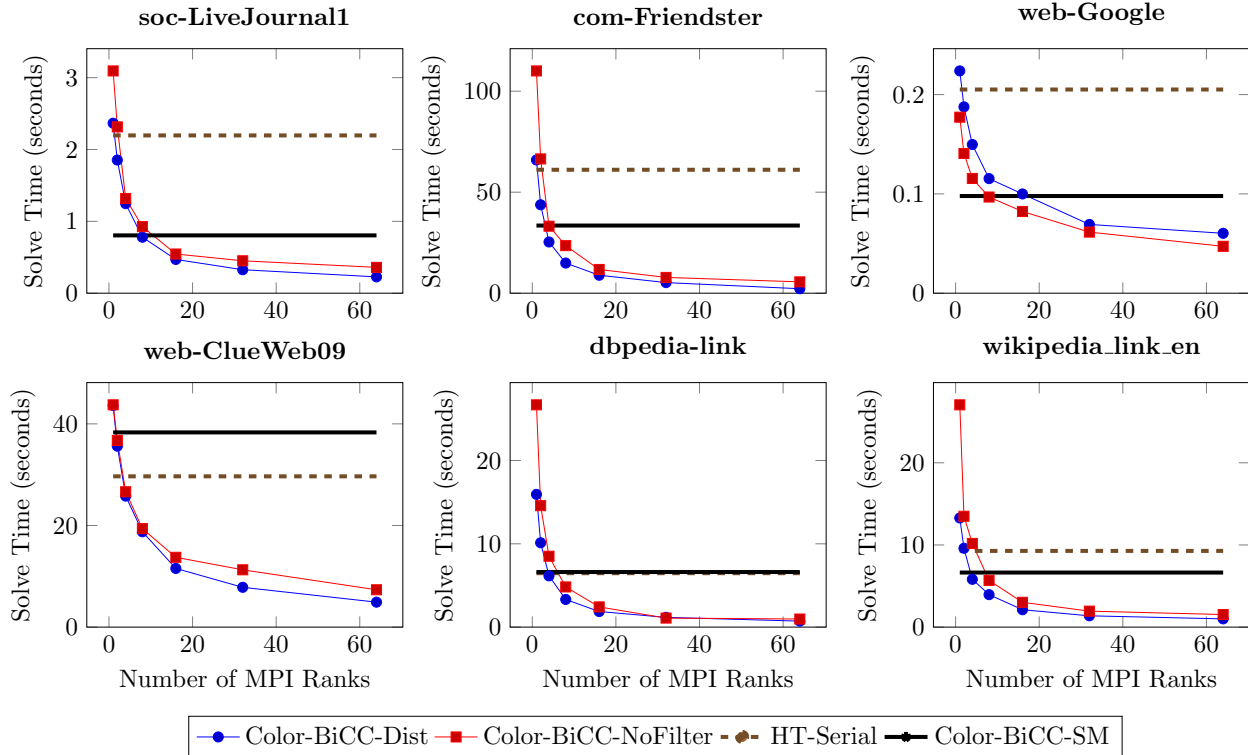 soc-LiveJournal1
com-Friendster
web-Google
Solve Time (seconds)
3
2
1
0
0 20 40 60
Solve Time (seconds)
100
50
0
0 20 40 60
Solve Time (seconds)
0.2
0.1
0
0 20 40 60
web-ClueWeb09
dbpedia-link
wikipedia_link_en
Solve Time (seconds)
40
20
0
0 20 40 60
Number of MPI Ranks
Solve Time (seconds)
20
10
0
0 20 40 60
Number of MPI Ranks
Solve Time (seconds)
20
10
0
0 20 40 60
Number of MPI Ranks
Color-BiCC-Dist Color-BiCC-NoFilter HT-Serial Color-BiCC-SM